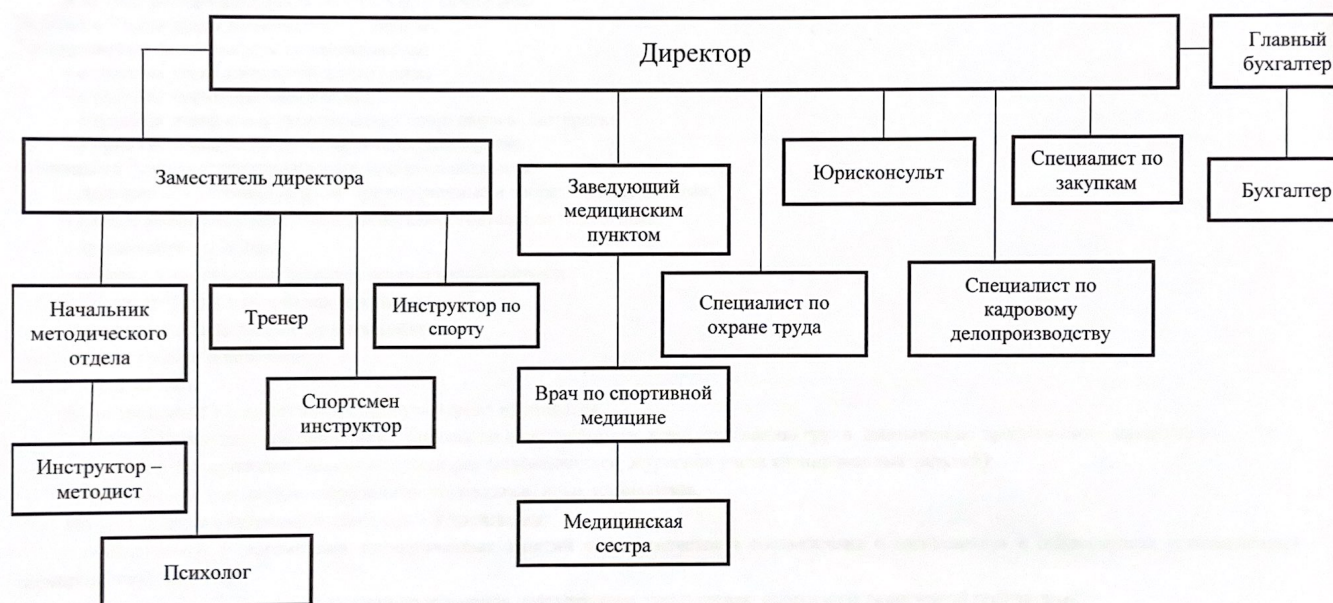 Директор
Главный
бухгалтер
Заместитель директора
Заведующий
медицинским
пунктом
Юрисконсульт
Специалист по
закупкам
Бухгалтер
Начальник
методического
отдела
Тренер
Инструктор по
спорту
Специалист по
охране труда
Специалист по
кадровому
делопроизводству
Спортсмен
инструктор
Врач по спортивной
медицине
Инструктор –
методист
Медицинская
сестра
Психолог